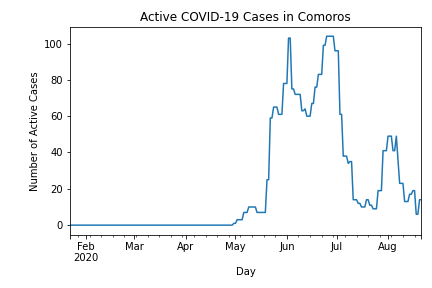 Active COVID-19 Cases in Comoros
Number of Active Cases
100
80
60
40
20
0
Feb Mar Apr May Jun Jul Aug
2020
Day